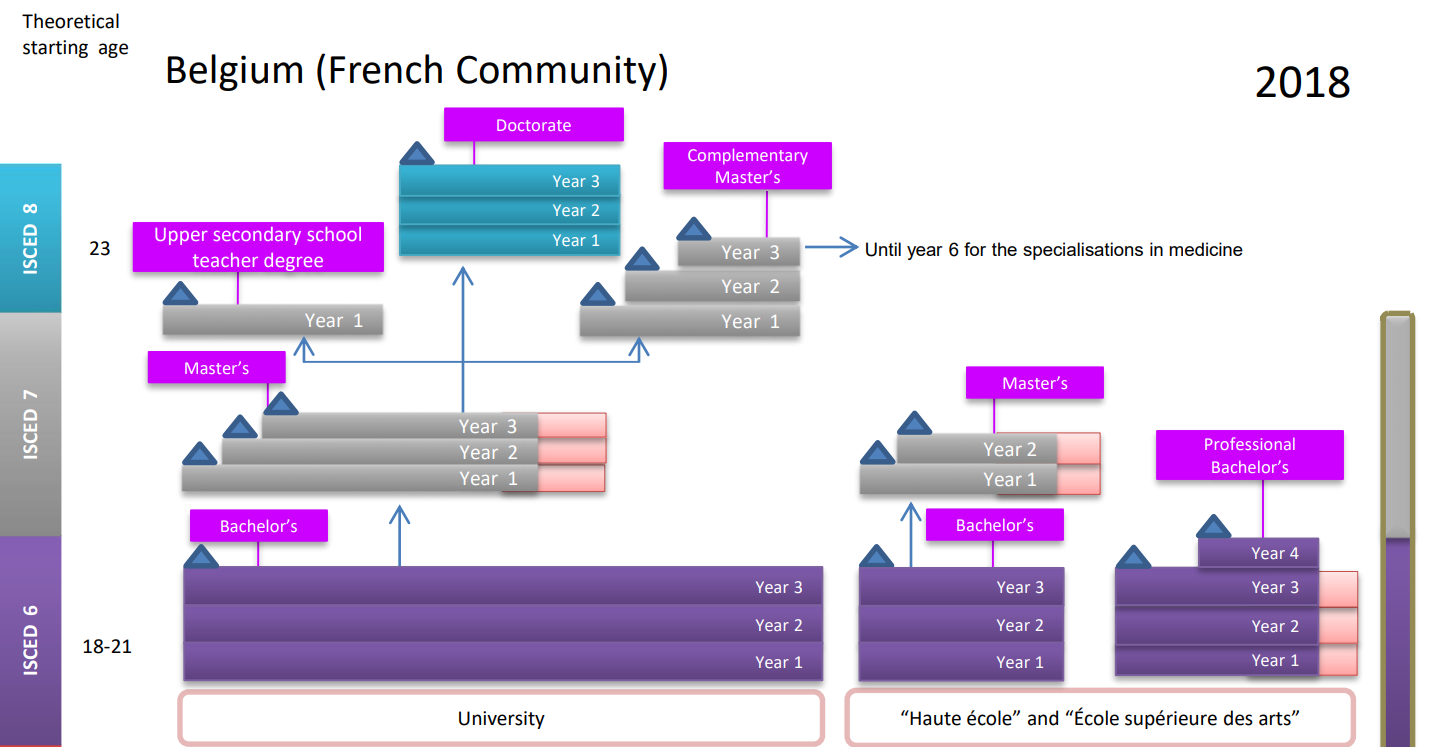 Theoretical
starting age
Belgium (French Community)
2018
Doctorate
Complementary
Master's
Year 3
Year 2
Year 1
ISCED 8
23
Upper secondary school
teacher degree
Year 3
Until year 6 for the specialisations in medicine
Year 2
Year 1
Year 1
Master's
Master's
ISCED 7
Year 3
Year 2
Year 1
Year 2
Year 1
Professional
Bachelor's
Bachelor's
Bachelor's
Year 4
ISCED 6
18-21
Year 3
Year 2
Year 1
Year 3
Year 2
Year 1
Year 3
Year 2
Year 1
University
“Haute école” and “École supérieure des arts”